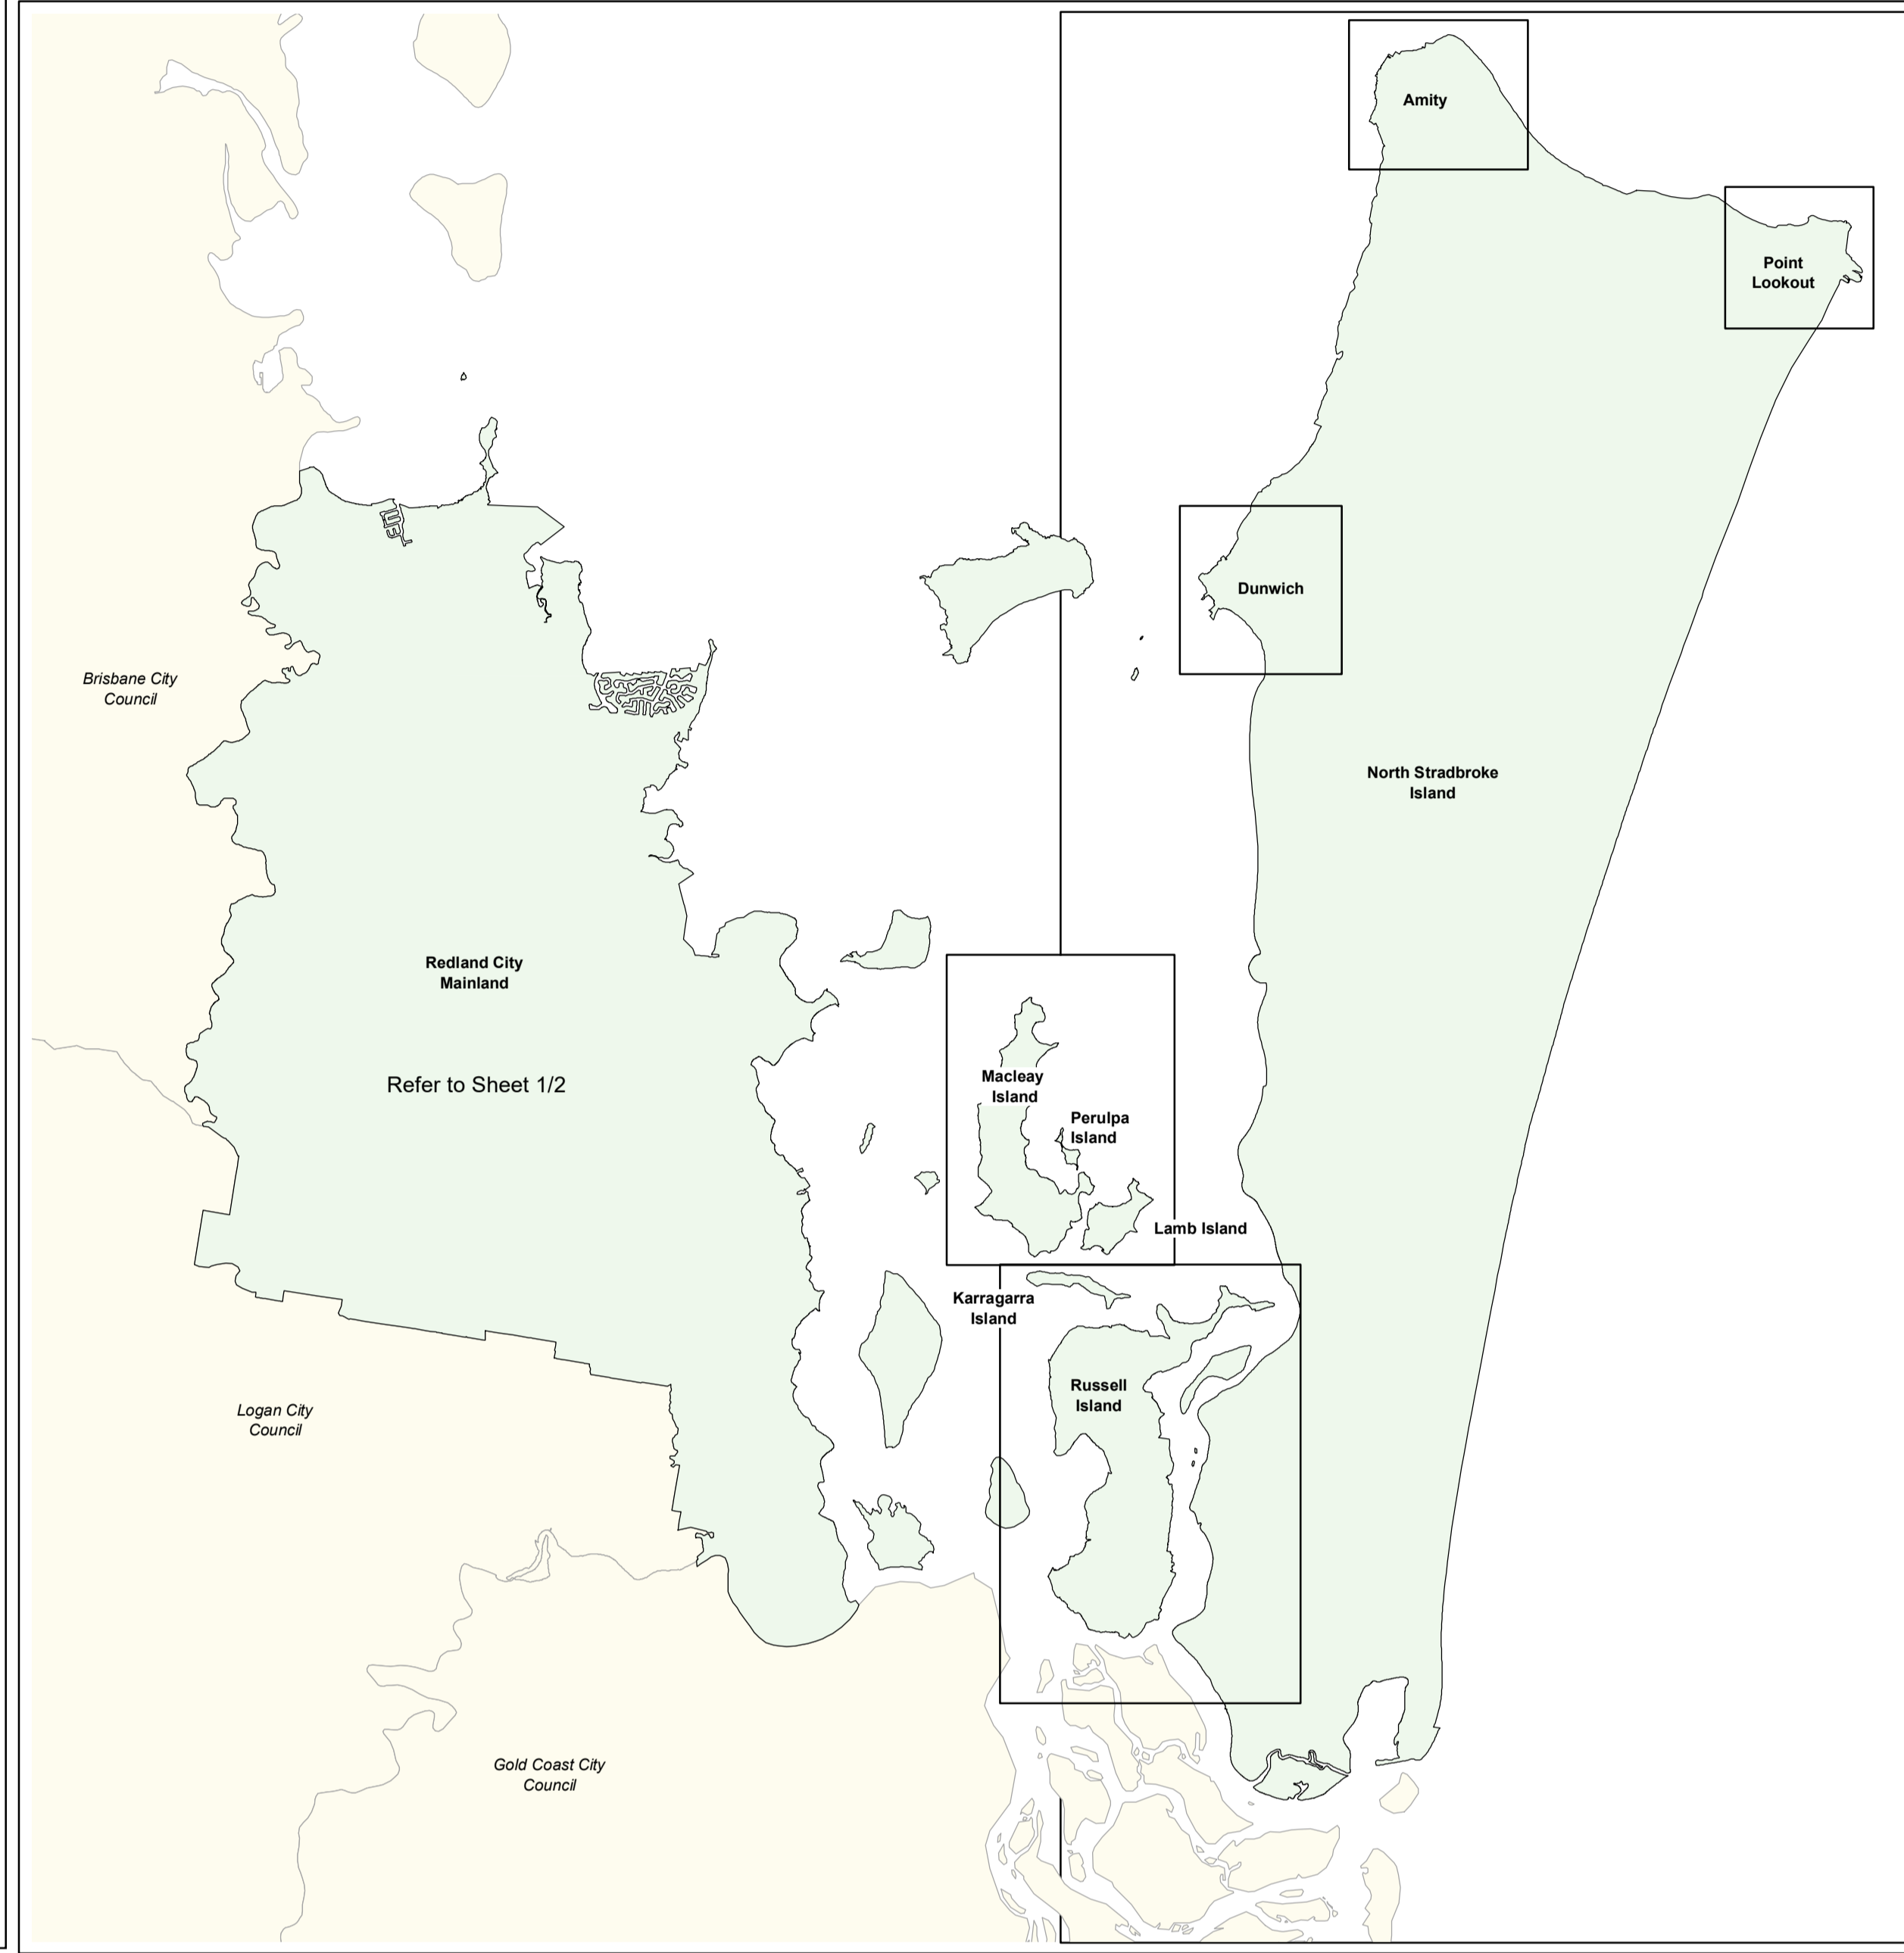 Amity
Point
Lookout
Dunwich
Brisbane City
Council
North Stradbroke
Island
Redland City
Mainland
Refer to Sheet 1/2
Macleay
Island
Perulpa
Island
Lamb Island
Karragarra
Island
Russell
Island
Logan City
Council
Gold Coast City
Council